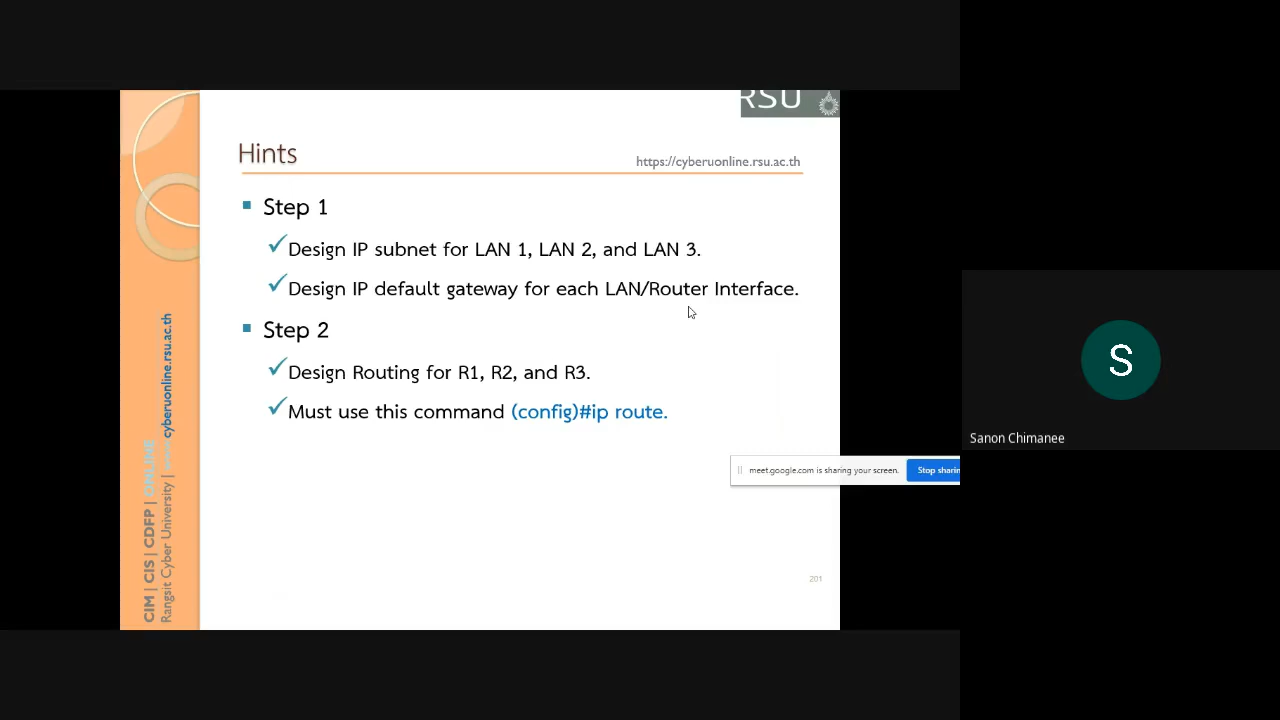 RSU
Hints
https://cyberuonline.rsu.ac.th
Step 1
Design IP subnet for LAN 1, LAN 2, and LAN 3.
Design IP default gateway for each LAN/Router Interface.
Step 2
Design Routing for R1, R2, and R3.
Must use this command (config)#ip route.
CIM | CIS | CDFP | ONLINE
Rangsit Cyber University | cyberuonline.rsu.ac.th
meet.google.com is sharing your screen.
Stop sharin
201
S
Sanon Chimanee